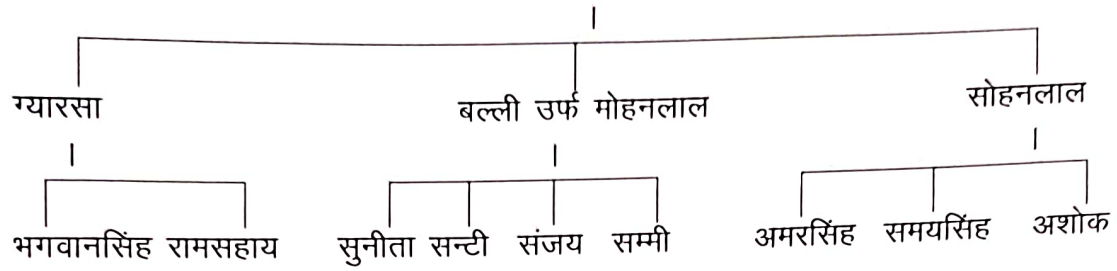 ग्यारसा बल्ली उर्फ मोहनलाल सोहनलाल
भगवानसिंह रामसहाय सुनीता सन्टी संजय सम्मी अमरसिंह समयसिंह अशोक